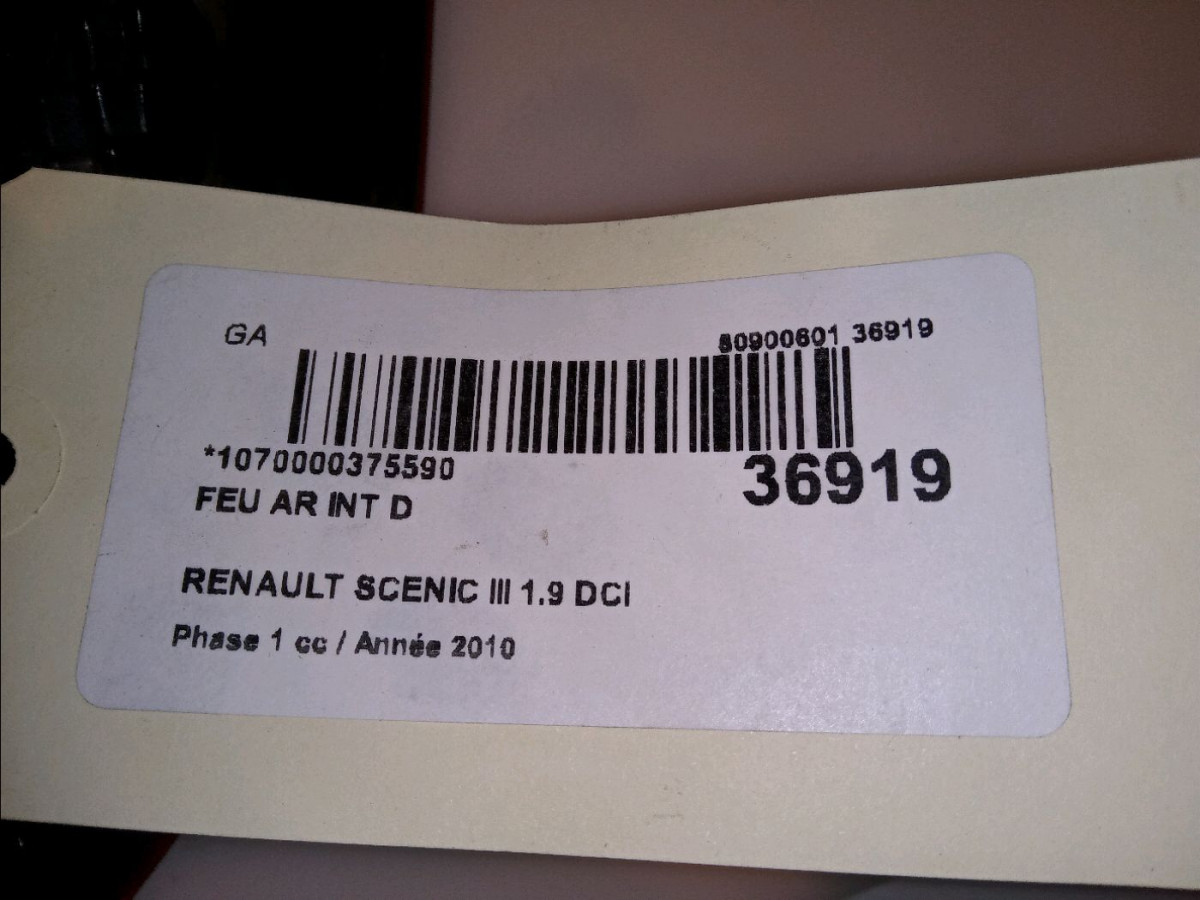 GA
80900601 36919
*1070000375590
36919
FEU AR INT D
RENAULT SCENIC III 1.9 DCI
Phase 1 cc / Année 2010